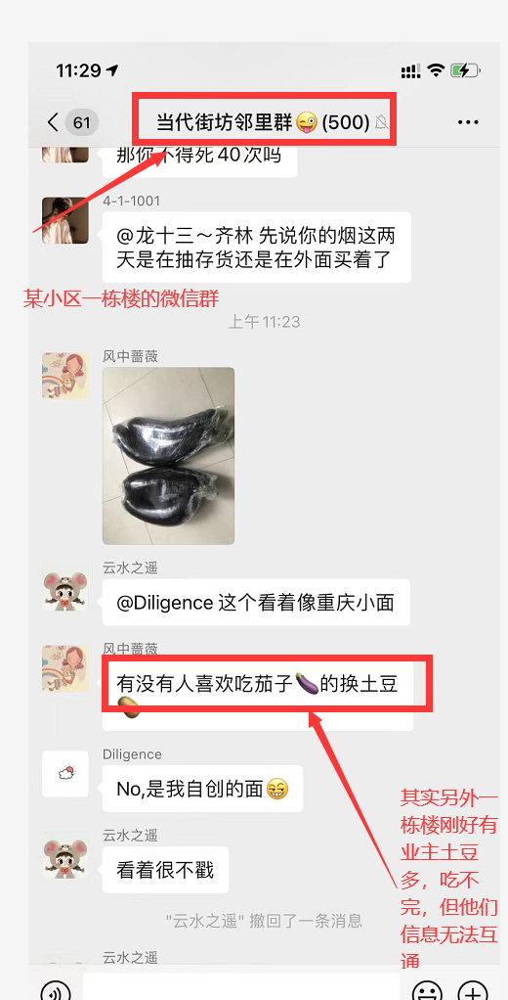 11:29
61
当代街坊邻里群😜(500)
那你不得死40次吗
4-1-1001
@龙十三～齐林 先说你的烟这两
天是在抽存货还是在外面买着了
某小区一栋楼的微信群
上午 11:23
风中蔷薇
云水之遥
@Diligence 这个看着像重庆小面
风中蔷薇
有没有人喜欢吃茄子🍆的换土豆
🥔
Diligence
No,是我自创的面😁
云水之遥
看着很不戳
其实另外一
栋楼刚好有
业主土豆
多，吃不
完，但他们
信息无法互
通
"云水之遥" 撤回了一条消息
云水之遥